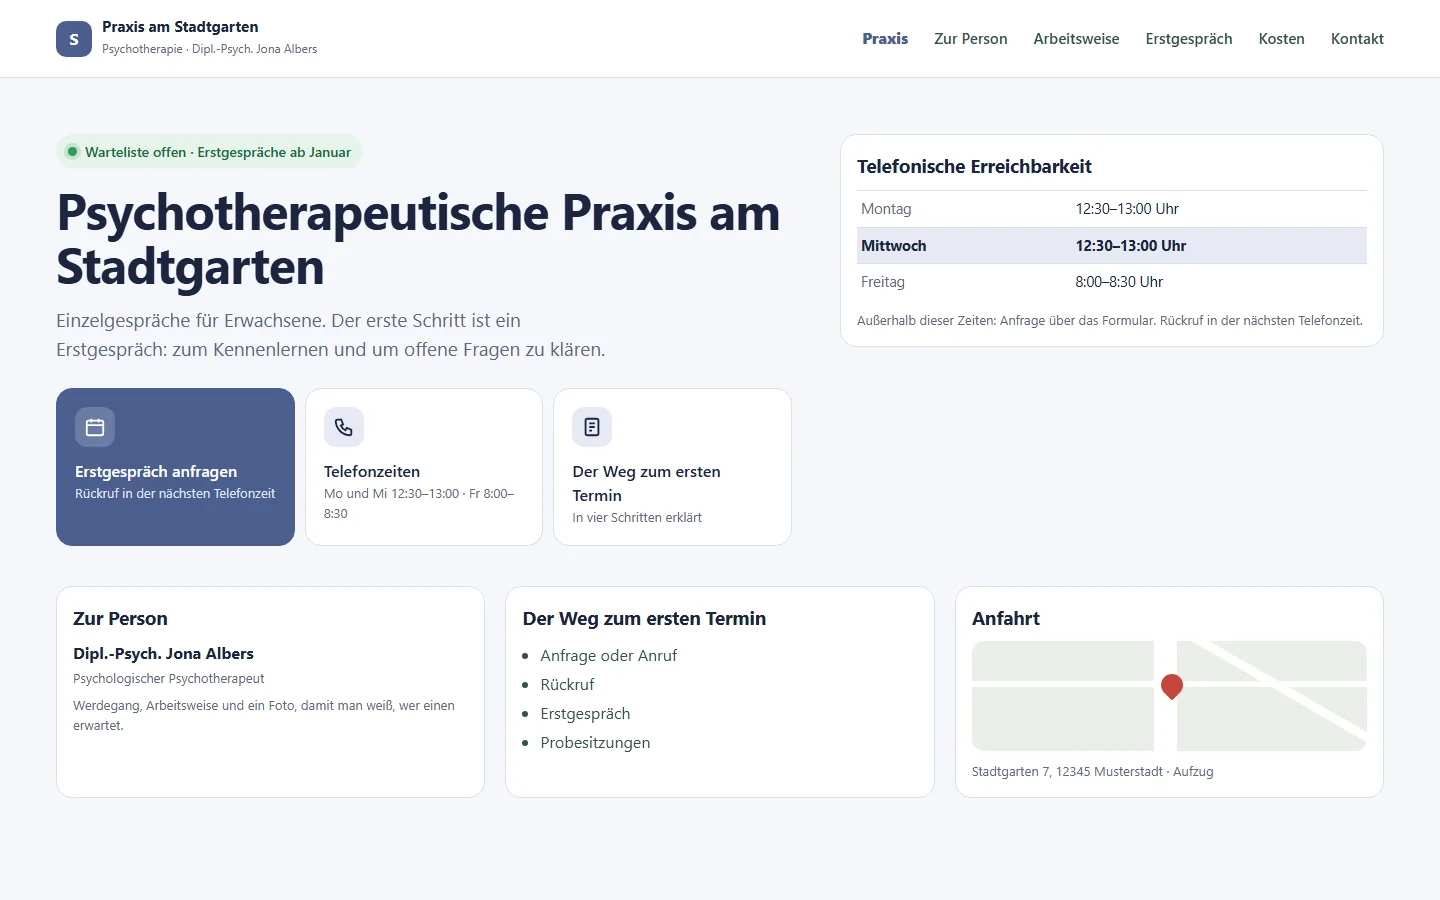 S
Praxis am Stadtgarten
Psychotherapie · Dipl.-Psych. Jona Albers
Praxis
Zur Person
Arbeitsweise
Erstgespräch
Kosten
Kontakt
Warteliste offen · Erstgespräche ab Januar
Psychotherapeutische Praxis am
Stadtgarten
Einzelgespräche für Erwachsene. Der erste Schritt ist ein
Erstgespräch: zum Kennenlernen und um offene Fragen zu klären.
Telefonische Erreichbarkeit
Montag 12:30–13:00 Uhr
Mittwoch 12:30–13:00 Uhr
Freitag 8:00–8:30 Uhr
Außerhalb dieser Zeiten: Anfrage über das Formular. Rückruf in der nächsten Telefonzeit.
Erstgespräch anfragen
Rückruf in der nächsten Telefonzeit
Telefonzeiten
Mo und Mi 12:30–13:00 · Fr 8:00–
8:30
Der Weg zum ersten
Termin
In vier Schritten erklärt
Zur Person
Dipl.-Psych. Jona Albers
Psychologischer Psychotherapeut
Werdegang, Arbeitsweise und ein Foto, damit man weiß, wer einen
erwartet.
Der Weg zum ersten Termin
• Anfrage oder Anruf
• Rückruf
• Erstgespräch
• Probesitzungen
Anfahrt
Stadtgarten 7, 12345 Musterstadt · Aufzug